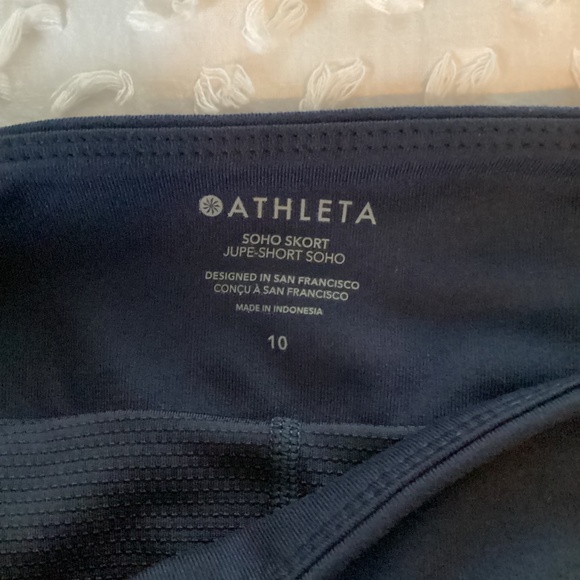 ATHLETA
SOHO SKORT
JUPE-SHORT SOHO
DESIGNED IN SAN FRANCISCO
CONÇU À SAN FRANCISCO
MADE IN INDONESIA
10